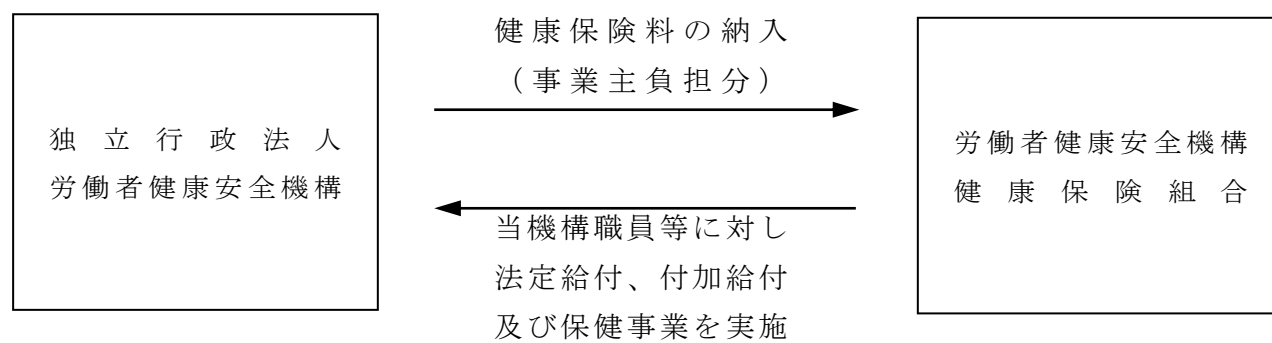 独立行政法人
労働者健康安全機構
健康保険料の納入
（事業主負担分）
当機構職員等に対し
法定給付、付加給付
及び保健事業を実施
労働者健康安全機構
健康保険組合